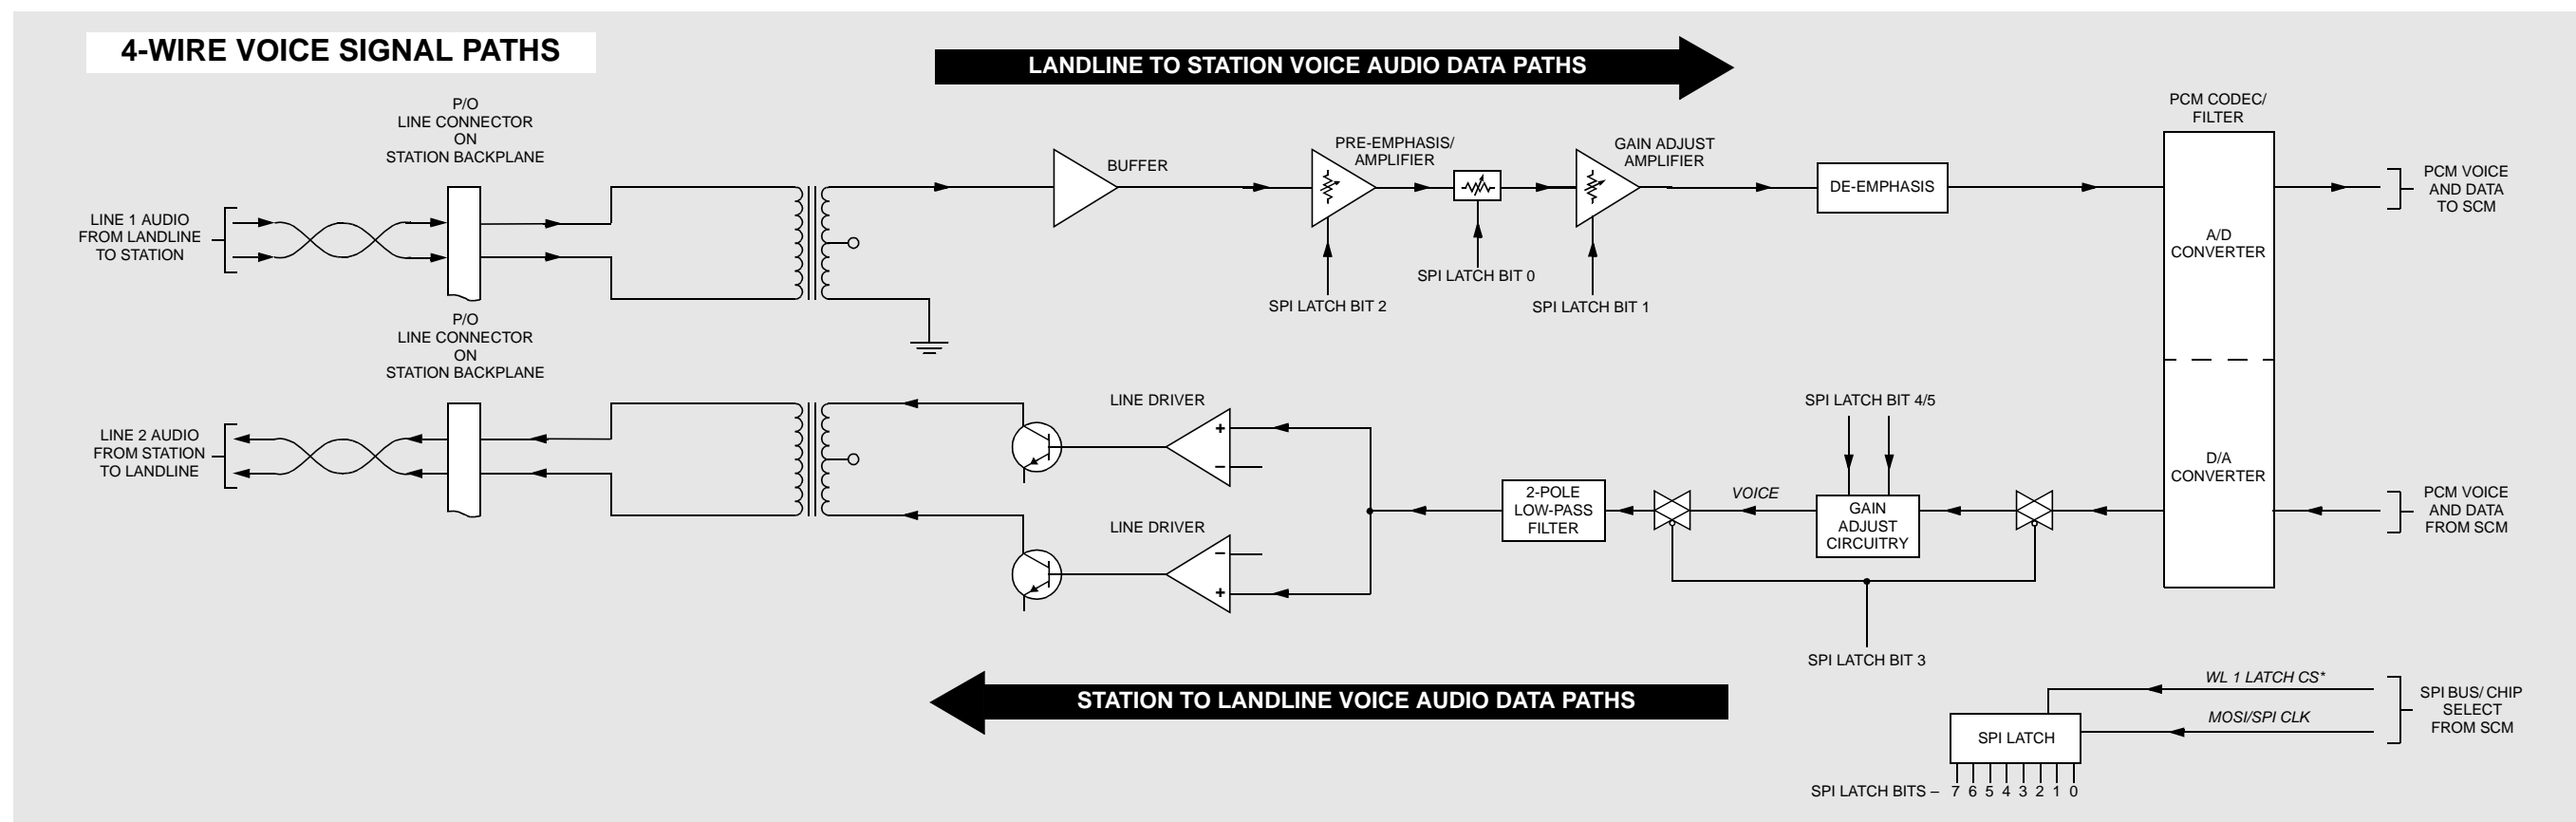 4-WIRE VOICE SIGNAL PATHS
LANDLINE TO STATION VOICE AUDIO DATA PATHS
P/O
LINE CONNECTOR
ON
STATION BACKPLANE
LINE 1 AUDIO
FROM LANDLINE
TO STATION
BUFFER
PRE-EMPHASIS/
AMPLIFIER
SPI LATCH BIT 2
SPI LATCH BIT 0
GAIN ADJUST
AMPLIFIER
SPI LATCH BIT 1
DE-EMPHASIS
PCM CODEC/
FILTER
A/D
CONVERTER
PCM VOICE
AND DATA
TO SCM
P/O
LINE CONNECTOR
ON
STATION BACKPLANE
LINE 2 AUDIO
FROM STATION
TO LANDLINE
LINE DRIVER
+
–
LINE DRIVER
–
+
2-POLE
LOW-PASS
FILTER
VOICE
SPI LATCH BIT 4/5
GAIN
ADJUST
CIRCUITRY
SPI LATCH BIT 3
D/A
CONVERTER
PCM VOICE
AND DATA
FROM SCM
STATION TO LANDLINE VOICE AUDIO DATA PATHS
WL 1 LATCH CS*
MOSI/SPI CLK
SPI BUS/ CHIP
SELECT
FROM SCM
SPI LATCH
SPI LATCH BITS – 7 6 5 4 3 2 1 0